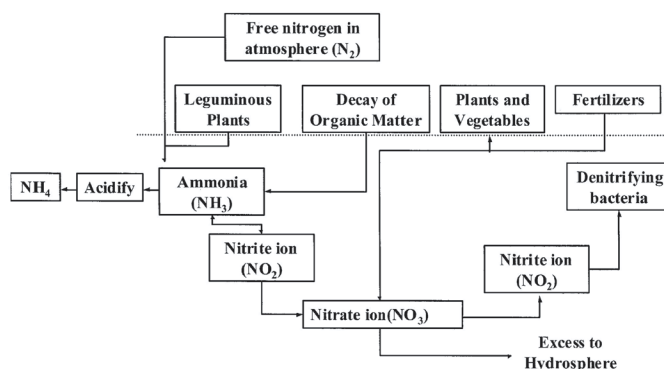 Free nitrogen in
atmosphere (N₂)
Leguminous
Plants
Decay of
Organic Matter
Plants and
Vegetables
Fertilizers
NH₄
Acidify
Ammonia
(NH₃)
Denitrifying
bacteria
Nitrite ion
(NO₂)
Nitrite ion
(NO₂)
Nitrate ion(NO₃)
Excess to
Hydrosphere